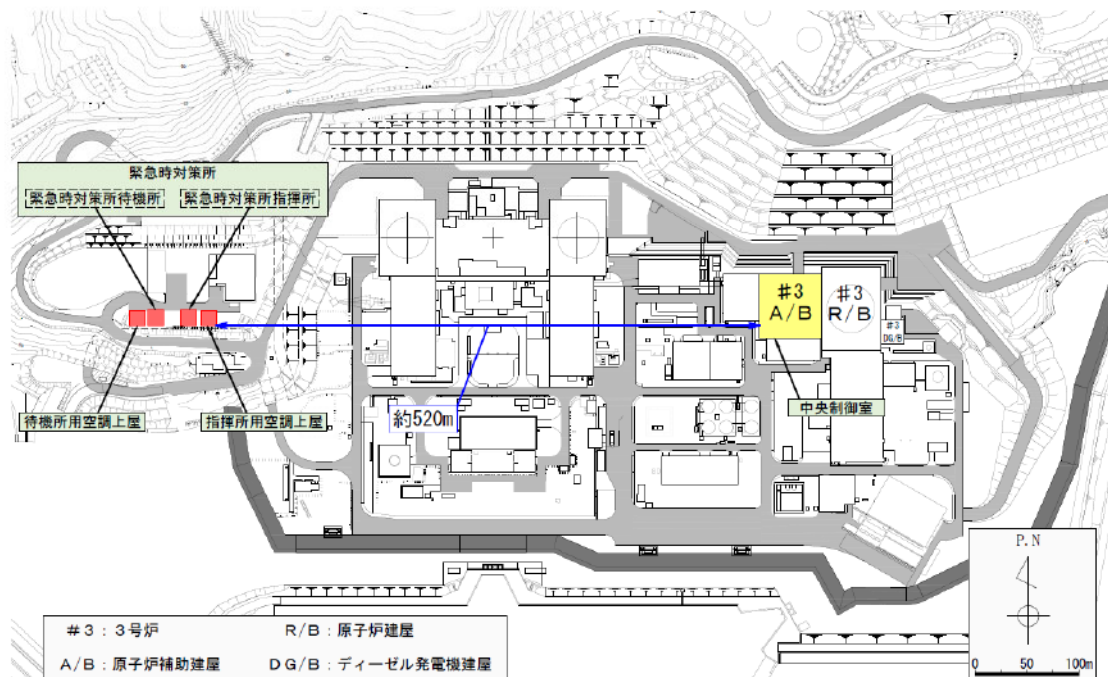 緊急時対策所
緊急時対策所待機所
緊急時対策所指揮所
#3
A/B
#3
R/B
#3
DG/B
待機所用空調上屋
指揮所用空調上屋
約520m
中央制御室
P.N
0 50 100m
#3:3号炉
R/B:原子炉建屋
A/B:原子炉補助建屋
DG/B:ディーゼル発電機建屋